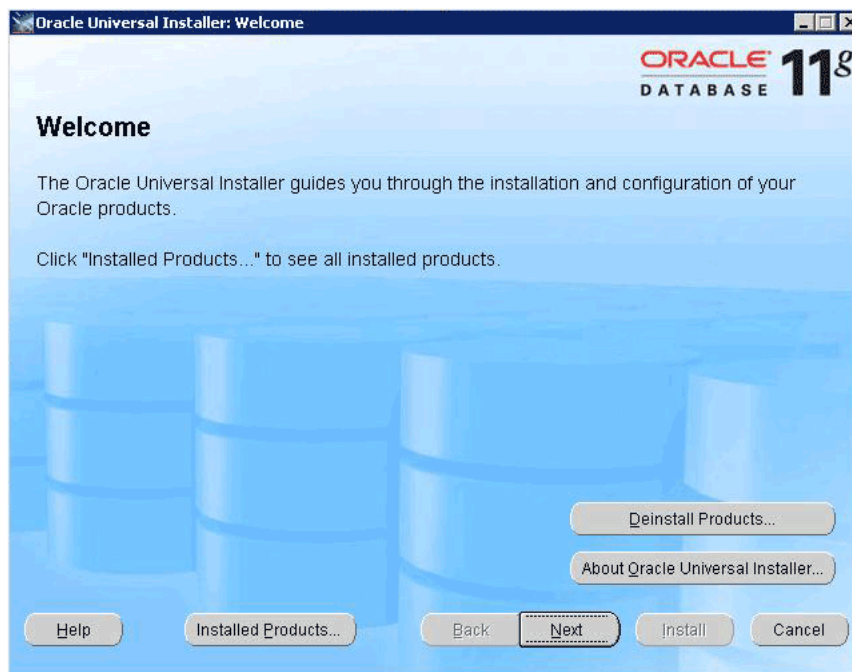 Oracle Universal Installer: Welcome
ORACLE 11g
DATABASE
Welcome
The Oracle Universal Installer guides you through the installation and configuration of your
Oracle products.
Click "Installed Products..." to see all installed products.
Deinstall Products...
About Oracle Universal Installer...
Help Installed Products... Back Next Install Cancel